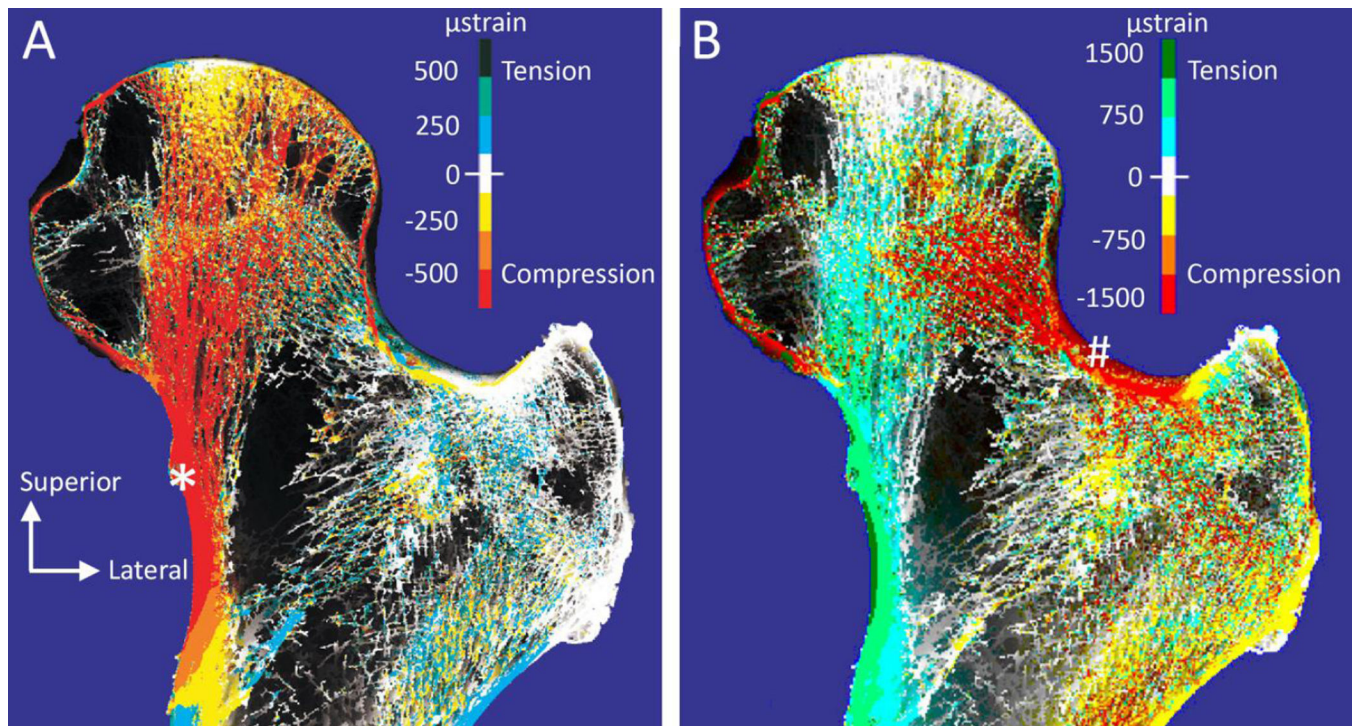 A
µstrain
500
Tension
250
0
-250
-500
Compression
*
Superior
Lateral
B
µstrain
1500
Tension
750
0
-750
Compression
-1500
#